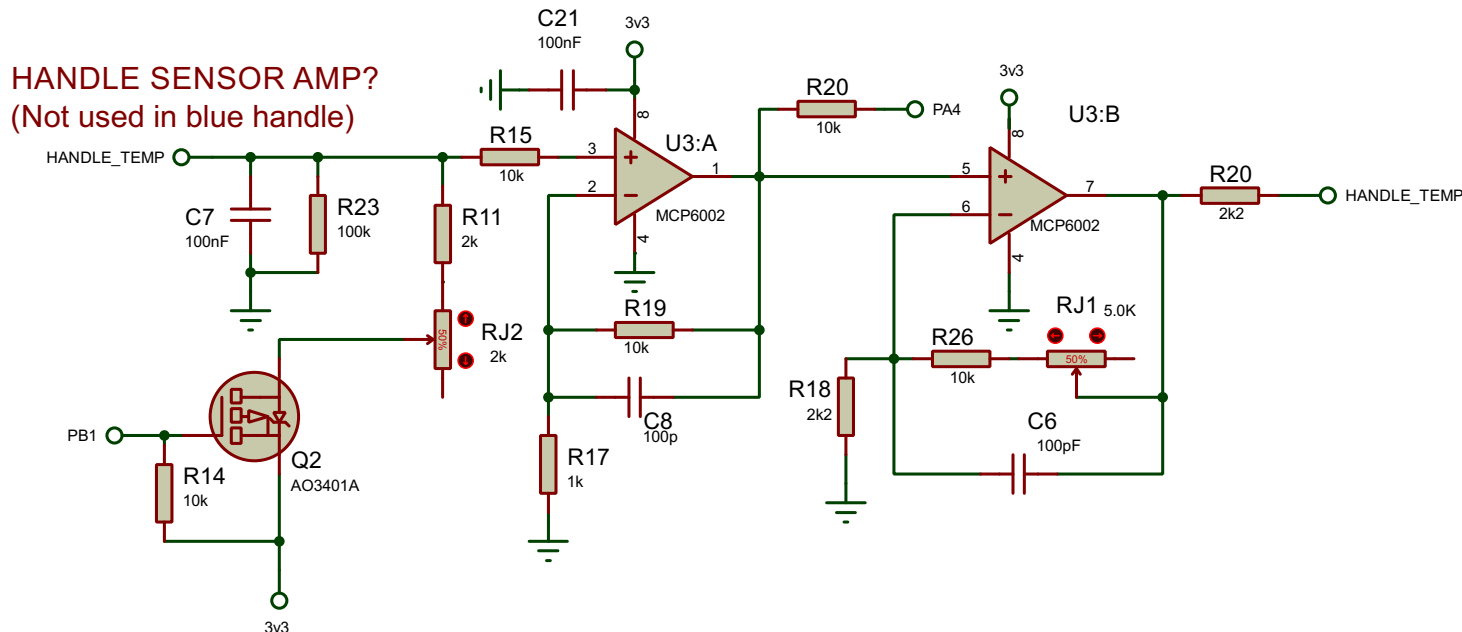 HANDLE SENSOR AMP?
(Not used in blue handle)
HANDLE_TEMP
C7
100nF
R23
100k
R11
2k
RJ2
2k
50%
PB1
R14
10k
Q2
AO3401A
3v3
C21
100nF
3v3
R15
10k
3
2
8
4
1
U3:A
MCP6002
R19
10k
C8
100p
R17
1k
R20
10k
PA4
3v3
U3:B
5
6
8
4
7
MCP6002
R20
2k2
HANDLE_TEMP
R18
2k2
R26
10k
RJ1
5.0K
50%
C6
100pF